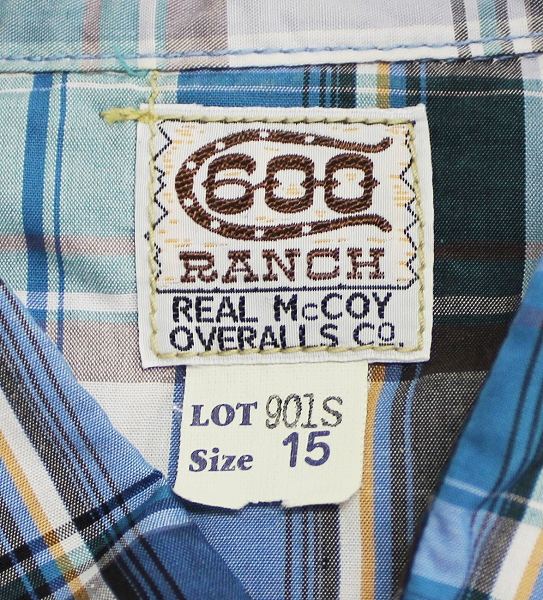 600
RANCH
REAL McCOY
OVERALLS CO.
LOT 901S
Size 15